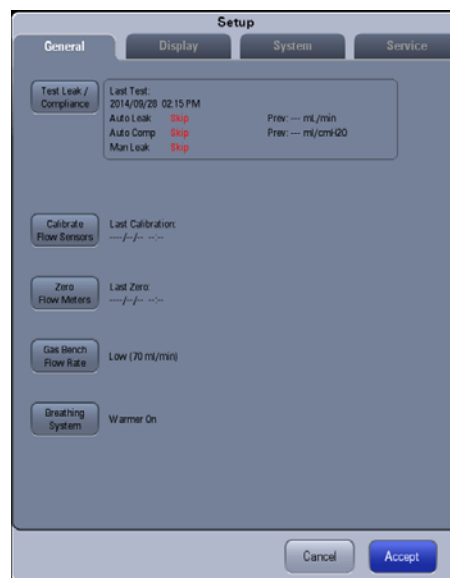 Setup
General Display System Service
Test Leak / Compliance
Last Test:
2014/09/28 02:15 PM
Auto Leak Skip Prev: --- mL/min
Auto Comp Skip Prev: --- ml/cmH20
Man Leak Skip
Calibrate Flow Sensors
Last Calibration:
----/--/-- --:--
Zero Flow Meters
Last Zero:
----/--/-- --:--
Gas Bench Flow Rate
Low (70 ml/min)
Breathing System
Warmer On
Cancel Accept